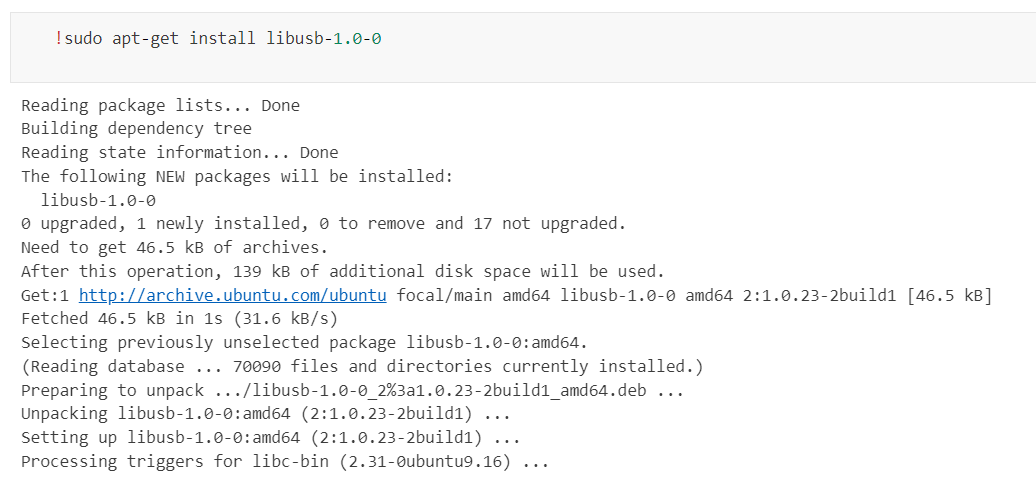 !sudo apt-get install libusb-1.0-0
Reading package lists... Done
Building dependency tree
Reading state information... Done
The following NEW packages will be installed:
  libusb-1.0-0
0 upgraded, 1 newly installed, 0 to remove and 17 not upgraded.
Need to get 46.5 kB of archives.
After this operation, 139 kB of additional disk space will be used.
Get:1 http://archive.ubuntu.com/ubuntu focal/main amd64 libusb-1.0-0 amd64 2:1.0.23-2build1 [46.5 kB]
Fetched 46.5 kB in 1s (31.6 kB/s)
Selecting previously unselected package libusb-1.0-0:amd64.
(Reading database ... 70090 files and directories currently installed.)
Preparing to unpack .../libusb-1.0-0_2%3a1.0.23-2build1_amd64.deb ...
Unpacking libusb-1.0-0:amd64 (2:1.0.23-2build1) ...
Setting up libusb-1.0-0:amd64 (2:1.0.23-2build1) ...
Processing triggers for libc-bin (2.31-0ubuntu9.16) ...